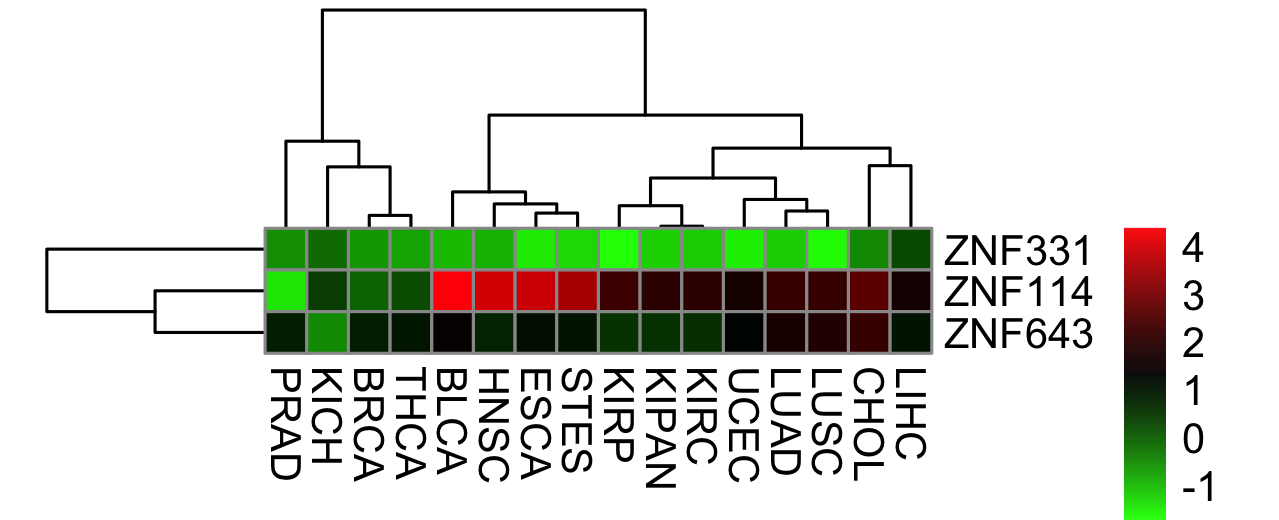 ZNF331
ZNF114
ZNF643
PRAD
KICH
BRCA
THCA
BLCA
HNSC
ESCA
STES
KIRP
KIPAN
KIRC
UCEC
LUAD
LUSC
CHOL
LIHC
4
3
2
1
0
-1